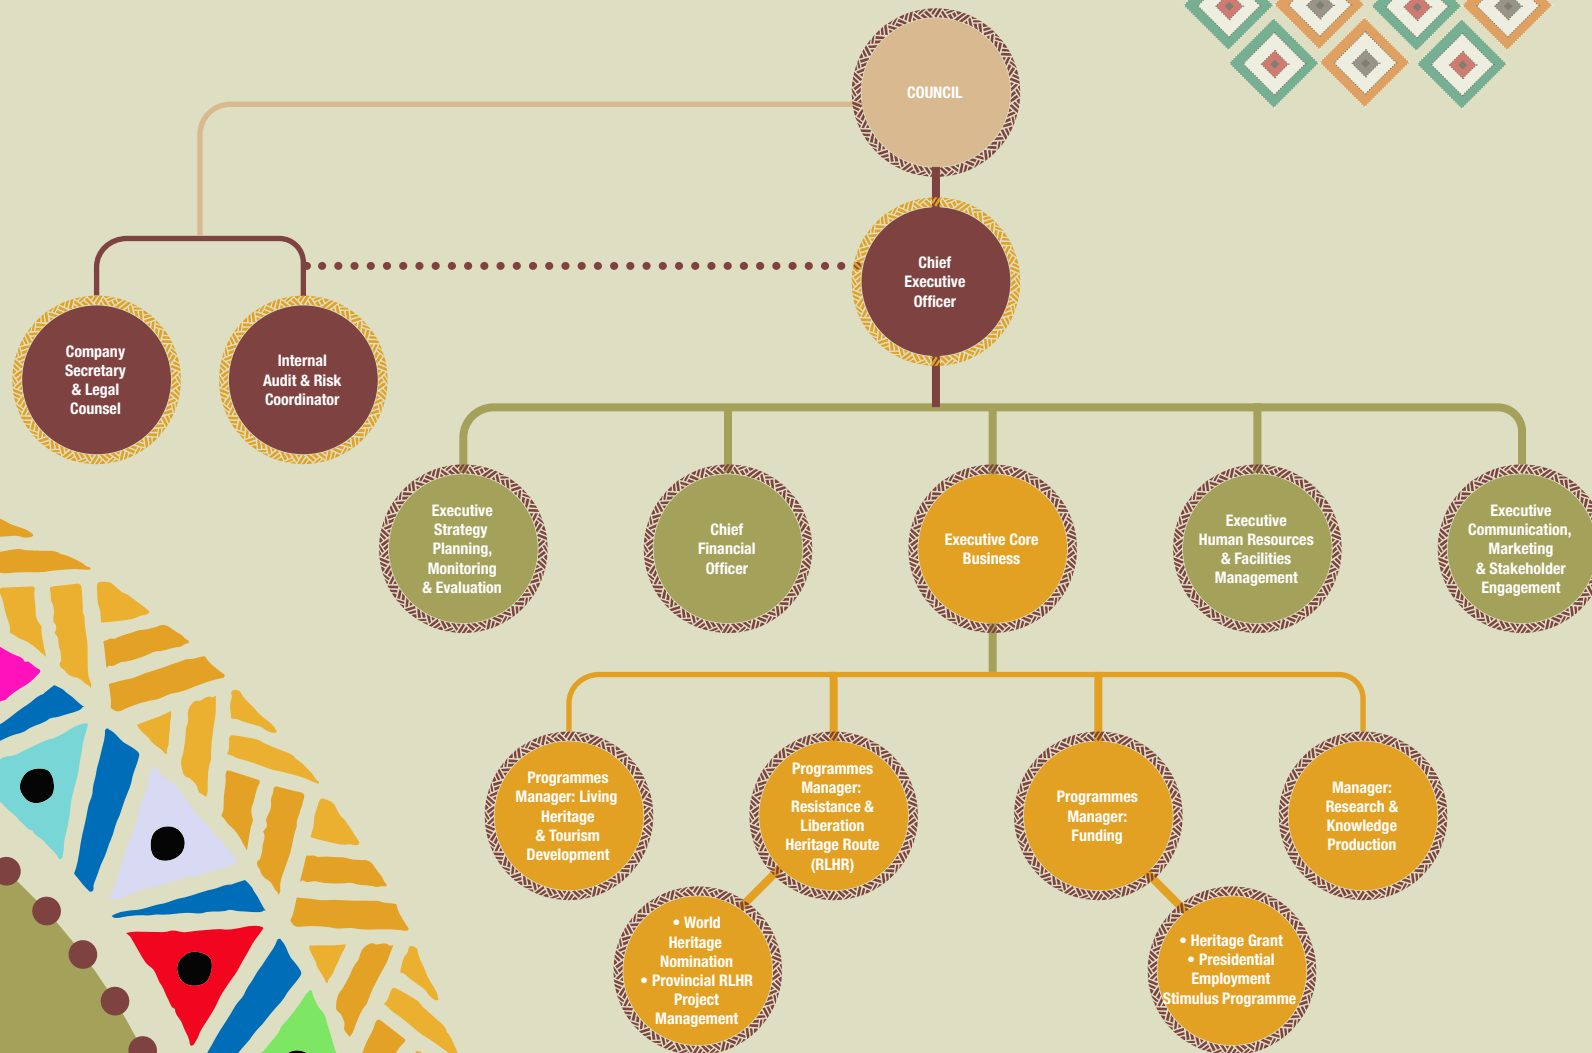 COUNCIL
Chief
Executive
Officer
Company
Secretary
& Legal
Counsel
Internal
Audit & Risk
Coordinator
Executive
Strategy
Planning,
Monitoring
& Evaluation
Chief
Financial
Officer
Executive Core
Business
Executive
Human Resources
& Facilities
Management
Executive
Communication,
Marketing
& Stakeholder
Engagement
Programmes
Manager: Living
Heritage
& Tourism
Development
Programmes
Manager:
Resistance &
Liberation
Heritage Route
(RLHR)
Programmes
Manager:
Funding
Manager:
Research &
Knowledge
Production
• World
Heritage
Nomination
• Provincial RLHR
Project
Management
• Heritage Grant
• Presidential
Employment
Stimulus Programme